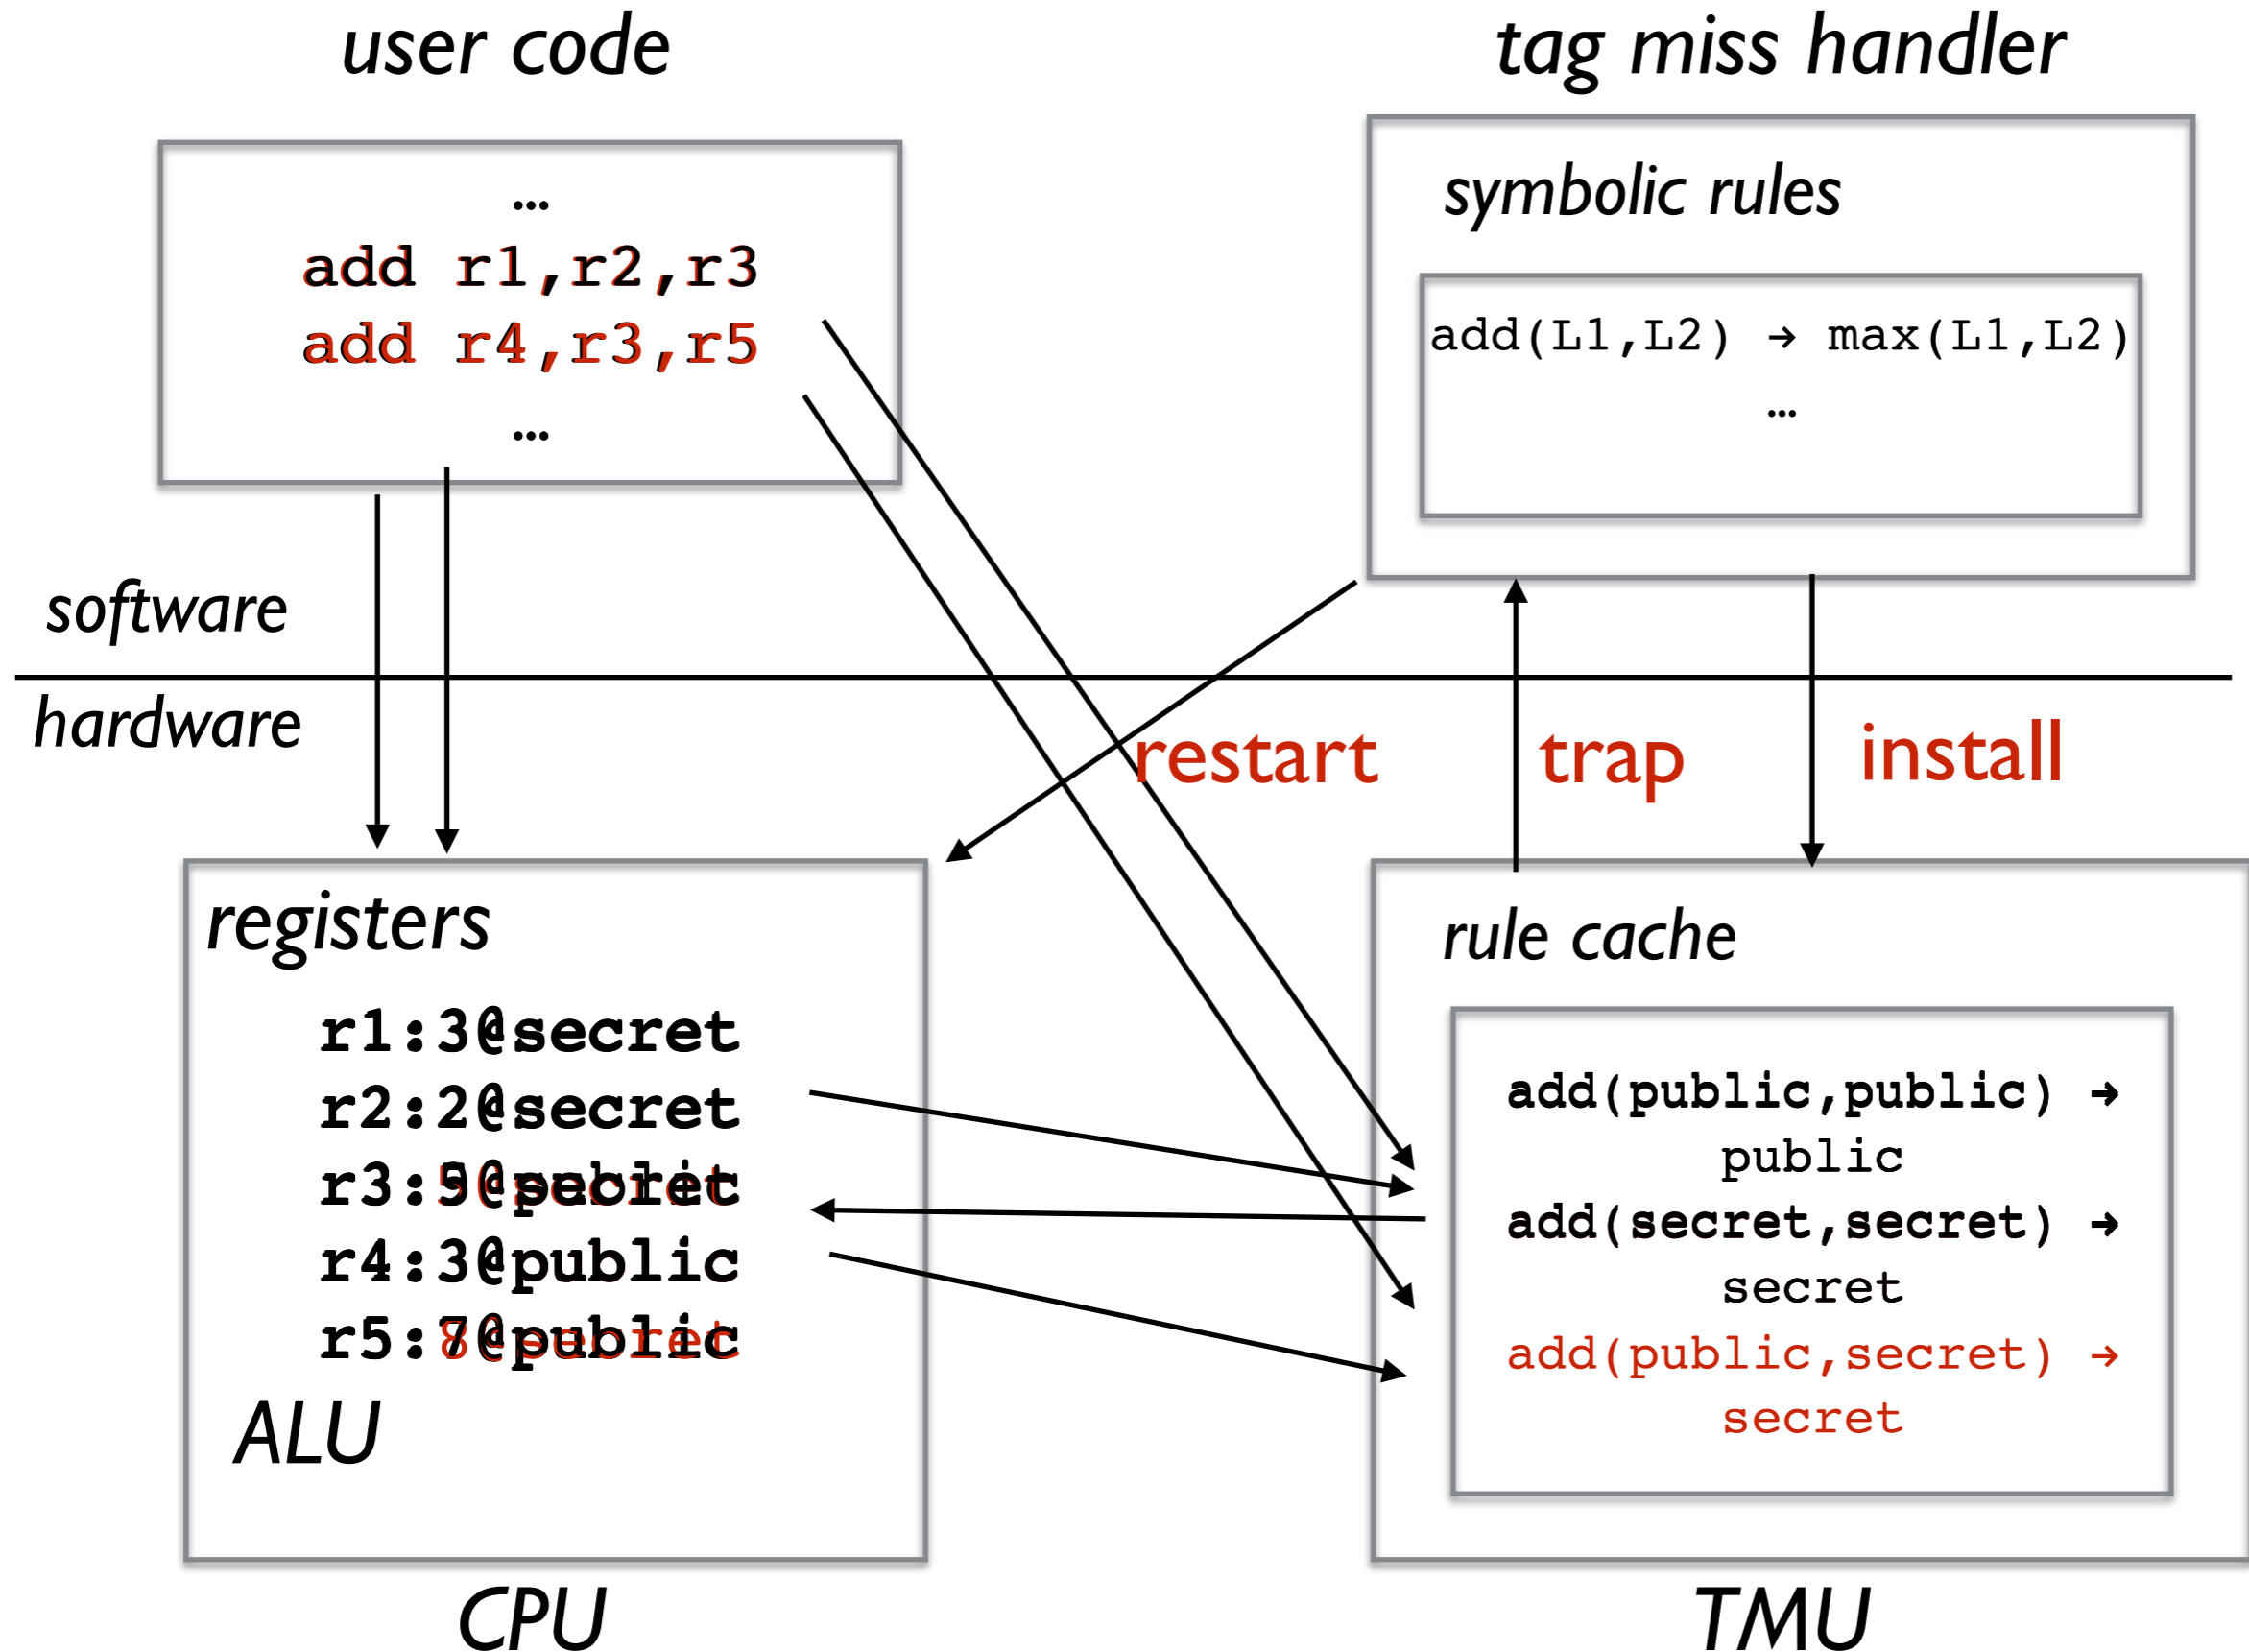 user code
…
add r1,r2,r3
add r4,r3,r5
…
tag miss handler
symbolic rules
add(L1,L2) → max(L1,L2)
…
software
hardware
restart
trap
install
registers
r1:3@secret
r2:2@secret
r3:
r4:3@public
r5:
ALU
CPU
rule cache
add(public,public) →
public
add(secret,secret) →
secret
add(public,secret) →
secret
TMU